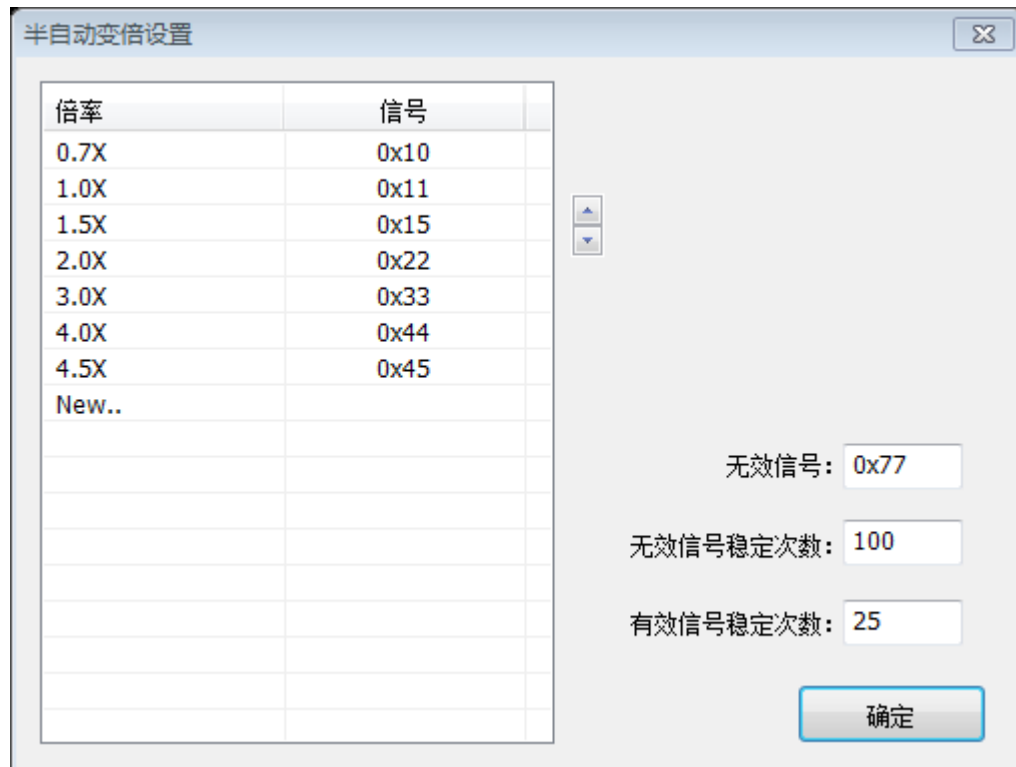 半自动变倍设置
倍率 信号
0.7X 0x10
1.0X 0x11
1.5X 0x15
2.0X 0x22
3.0X 0x33
4.0X 0x44
4.5X 0x45
New..
无效信号: 0x77
无效信号稳定次数: 100
有效信号稳定次数: 25
确定